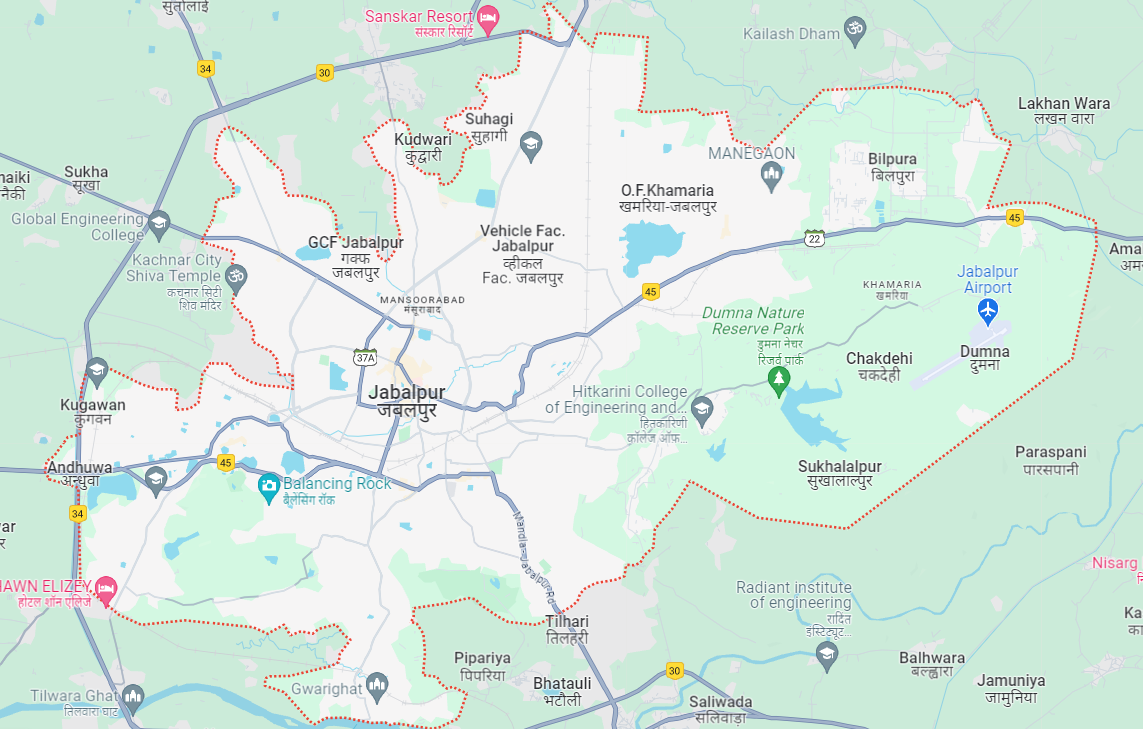 सुतोलाई
Sanskar Resort
संस्कार रिसॉर्ट
Kailash Dham
34
30
Lakhan Wara
लखन वारा
Suhagi
सुहागी
Kudwari
कुंद्वारी
MANEGAON
Bilpura
बिलपुरा
Sukha
सूखा
naiki
नैकी
O.F.Khamaria
खमरिया-जबलपुर
Global Engineering
College
45
Vehicle Fac.
Jabalpur
व्हीकल
Fac. जबलपुर
GCF Jabalpur
गक्फ
जबलपुर
22
Ama
अमा
Kachnar City
Shiva Temple
कचनार सिटी
शिव मंदिर
Jabalpur
Airport
KHAMARIA
खमरिया
45
MANSOORABAD
मंसूराबाद
Dumna Nature
Reserve Park
डुमना नेचर
रिजर्व पार्क
37A
Chakdehi
चकदेही
Dumna
दुमना
Jabalpur
जबलपुर
Hitkarini College
of Engineering and...
हितकारिणी
कॉलेज ऑफ़...
Kugawan
कुगवन
45
Paraspani
पारसपानी
Andhuwa
अन्धुवा
Sukhalalpur
सुखालाल्पुर
Balancing Rock
बैलेंसिंग रॉक
34
var
र
Mandla-Jabalpur Rd
Nisarg
HAWN ELIZEY
होटल शॉन एलिजे
Radiant institute
of engineering
रादिंत
इंस्टिट्यूट...
Tilhari
तिलहरी
Ka
का
Pipariya
पिपरिया
30
Balhwara
बाल्ह्वारा
Gwarighat
Bhatauli
भटौली
Jamuniya
जामुनिया
Tilwara Ghat
तिलवारा घाट
Saliwada
सलिवाड़ा